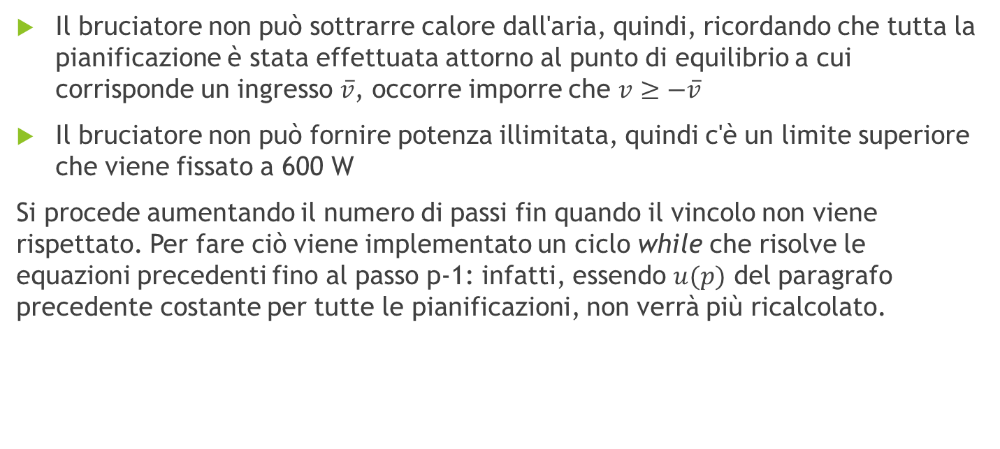 Il bruciatore non può sottrarre calore dall'aria, quindi, ricordando che tutta la
pianificazione è stata effettuata attorno al punto di equilibrio a cui
corrisponde un ingresso v̄, occorre imporre che v ≥ −v̄
Il bruciatore non può fornire potenza illimitata, quindi c'è un limite superiore
che viene fissato a 600 W
Si procede aumentando il numero di passi fin quando il vincolo non viene
rispettato. Per fare ciò viene implementato un ciclo while che risolve le
equazioni precedenti fino al passo p-1: infatti, essendo u(p) del paragrafo
precedente costante per tutte le pianificazioni, non verrà più ricalcolato.